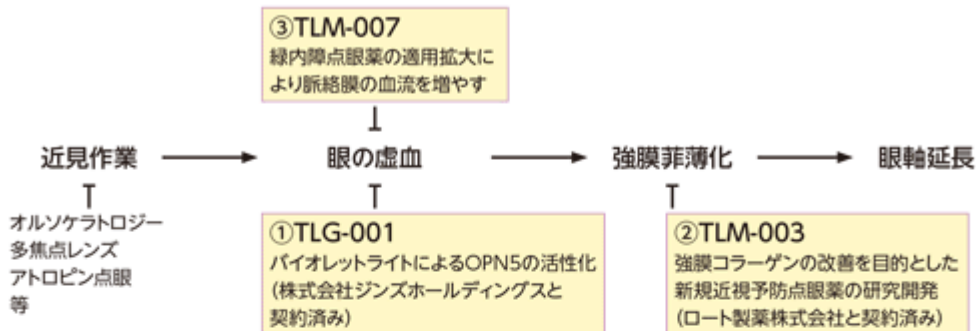 ③TLM-007
緑内障点眼薬の適用拡大に
より脈絡膜の血流を増やす
近見作業
眼の虚血
強膜菲薄化
眼軸延長
オルソケラトロジー
多焦点レンズ
アトロピン点眼
等
①TLG-001
バイオレットライトによるOPN5の活性化
（株式会社ジンズホールディングスと
契約済み）
②TLM-003
強膜コラーゲンの改善を目的とした
新規近視予防点眼薬の研究開発
（ロート製薬株式会社と契約済み）